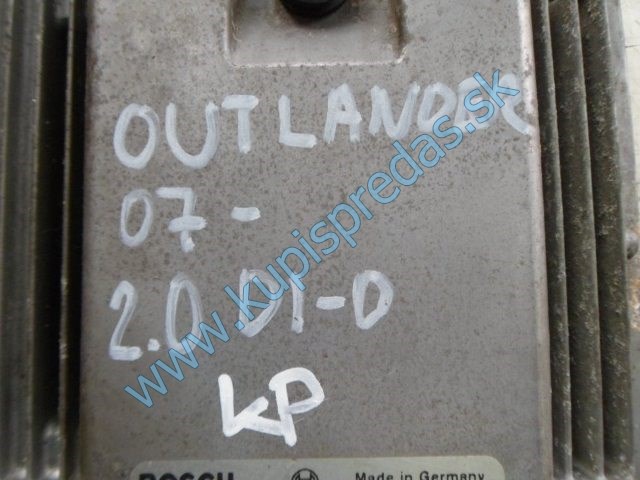 OUTLANDER
07-
2.0 DI-D
KP
www.kupispredas.sk
BOSCH Made in Germany